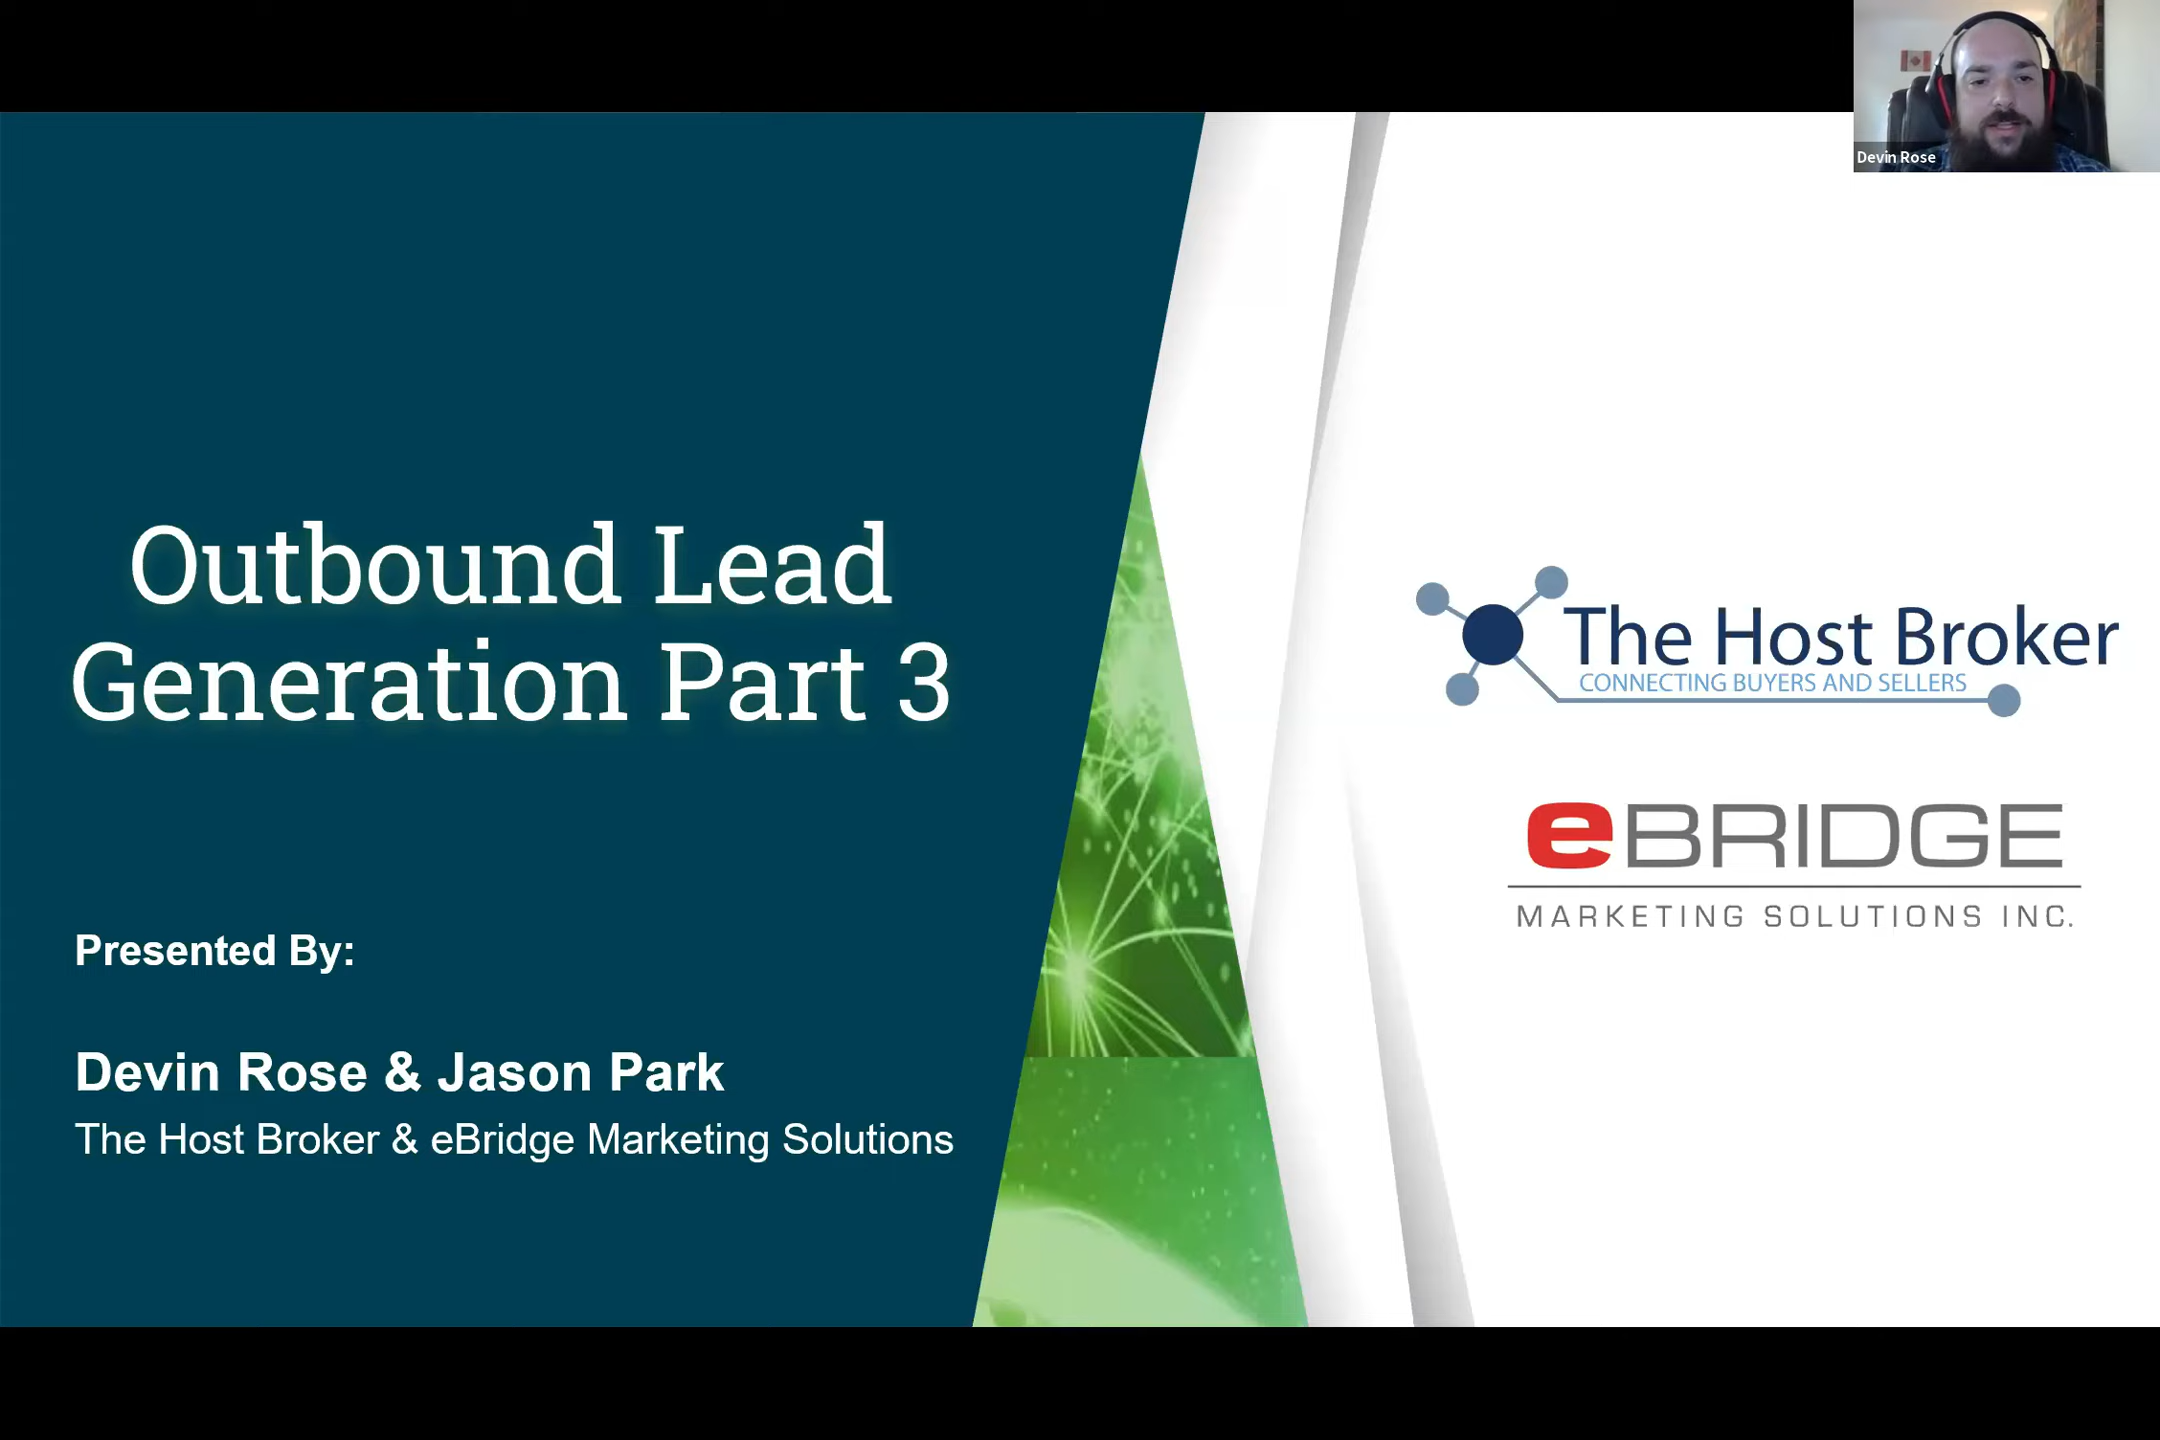 Devin Rose
Outbound Lead
Generation Part 3
Presented By:
Devin Rose & Jason Park
The Host Broker & eBridge Marketing Solutions
The Host Broker
CONNECTING BUYERS AND SELLERS
eBRIDGE
MARKETING SOLUTIONS INC.